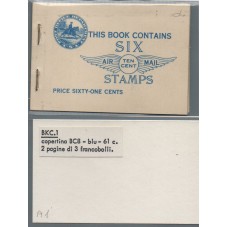 THIS BOOK CONTAINS
SIX
AIR TEN CENT MAIL
STAMPS
PRICE SIXTY-ONE CENTS
BKC.1
copertina BC8 - blu - 61 c.
2 pagine di 3 francobolli.